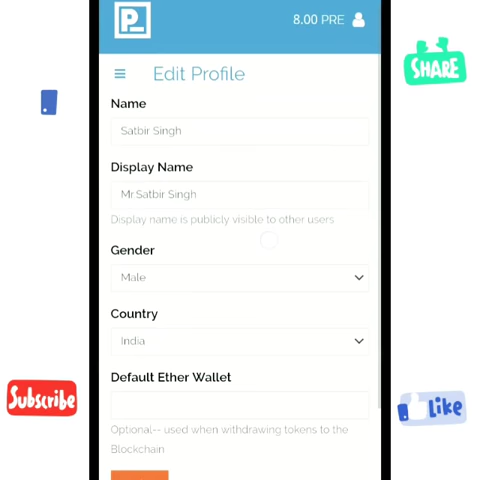 P_
8.00 PRE
SHARE
Edit Profile
Name
Satbir Singh
Display Name
Mr.Satbir Singh
Display name is publicly visible to other users
Gender
Male
Country
India
Default Ether Wallet
Subscribe
Like
Optional-- used when withdrawing tokens to the
Blockchain